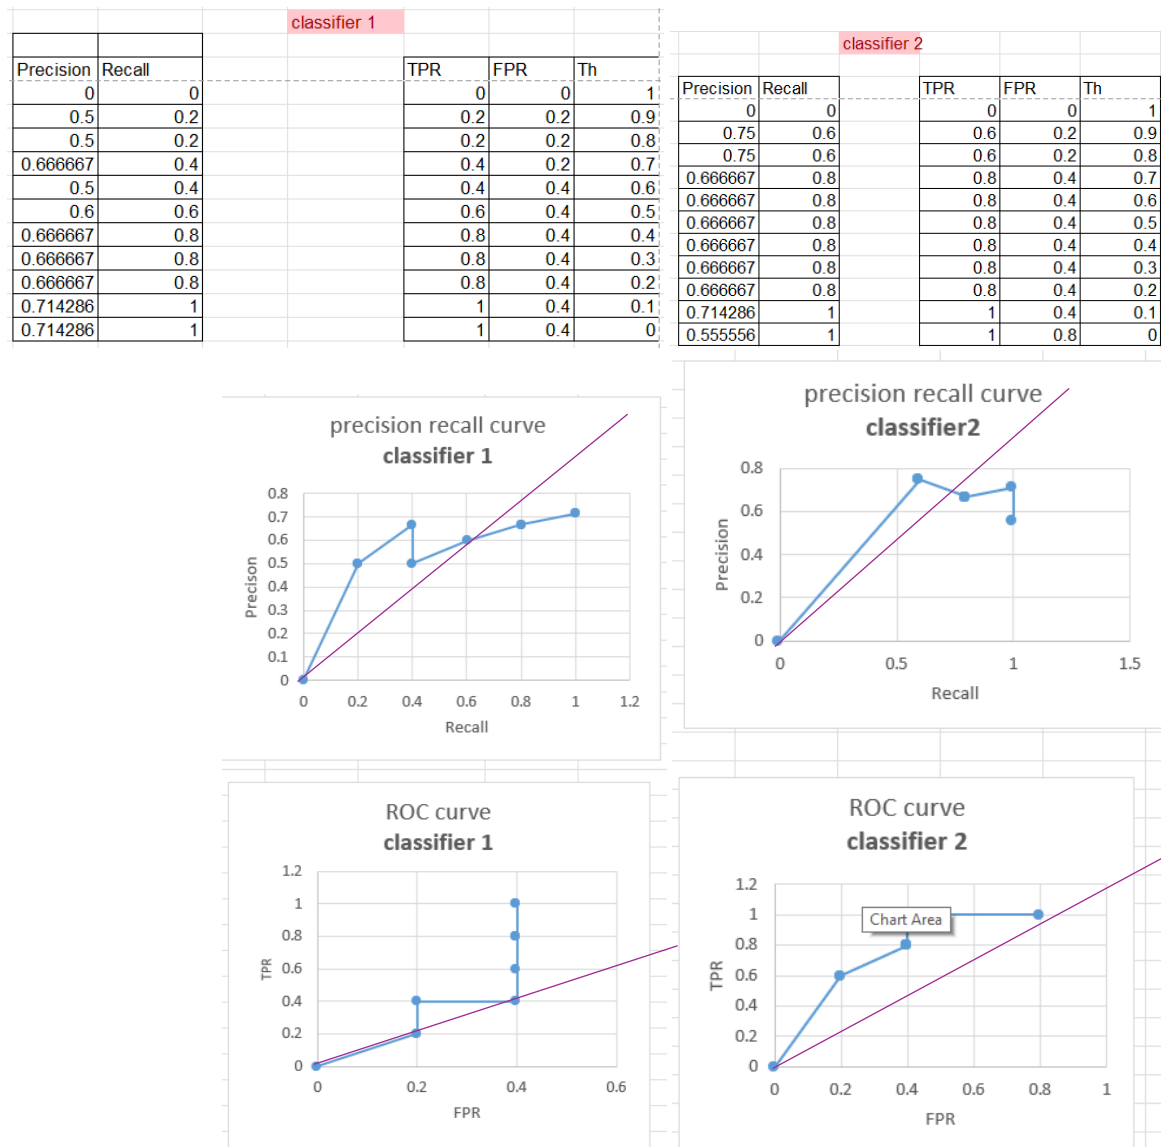 classifier 1
Precision Recall TPR FPR Th
0 0 0 0 1
0.5 0.2 0.2 0.2 0.9
0.5 0.2 0.2 0.2 0.8
0.666667 0.4 0.4 0.2 0.7
0.5 0.4 0.4 0.4 0.6
0.6 0.6 0.6 0.4 0.5
0.666667 0.8 0.8 0.4 0.4
0.666667 0.8 0.8 0.4 0.3
0.666667 0.8 0.8 0.4 0.2
0.714286 1 1 0.4 0.1
0.714286 1 1 0.4 0
classifier 2
Precision Recall TPR FPR Th
0 0 0 0 1
0.75 0.6 0.6 0.2 0.9
0.75 0.6 0.6 0.2 0.8
0.666667 0.8 0.8 0.4 0.7
0.666667 0.8 0.8 0.4 0.6
0.666667 0.8 0.8 0.4 0.5
0.666667 0.8 0.8 0.4 0.4
0.666667 0.8 0.8 0.4 0.3
0.666667 0.8 0.8 0.4 0.2
0.714286 1 1 0.4 0.1
0.555556 1 1 0.8 0
precision recall curve
classifier 1
0.8
0.7
0.6
0.5
0.4
0.3
0.2
0.1
0
Precison
0 0.2 0.4 0.6 0.8 1 1.2
Recall
precision recall curve
classifier2
0.8
0.6
0.4
0.2
0
Precision
0 0.5 1 1.5
Recall
ROC curve
classifier 1
1.2
1
0.8
0.6
0.4
0.2
0
TPR
0 0.2 0.4 0.6
FPR
ROC curve
classifier 2
1.2
1
0.8
0.6
0.4
0.2
0
TPR
Chart Area
0 0.2 0.4 0.6 0.8 1
FPR